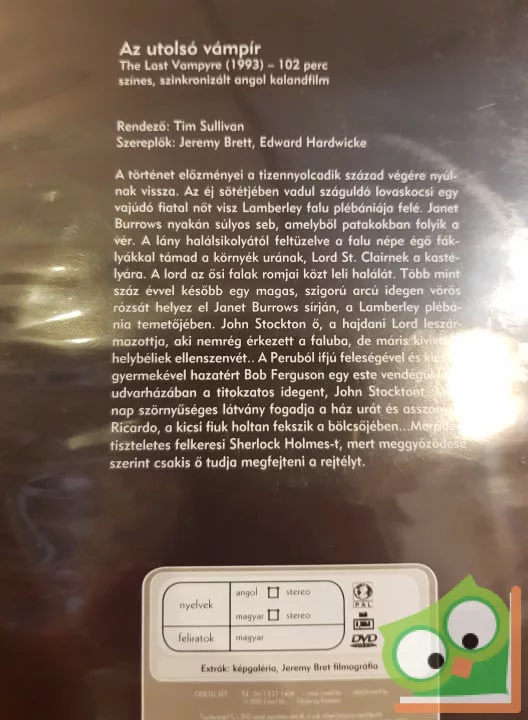 Az utolsó vámpír
The Last Vampyre (1993) – 102 perc
színes, szinkronizált angol kalandfilm
Rendező: Tim Sullivan
Szereplők: Jeremy Brett, Edward Hardwicke
A történet előzményei a tizennyolcadik század végére nyúl-
nak vissza. Az éj sötétjében vadul száguldó lovaskocsi egy
vajúdó fiatal nőt visz Lamberley falu plébániája felé. Janet
Burrows nyakán súlyos seb, amelyből patakokban folyik a
vér. A lány halálsikolyától feltüzelve a falu népe égő fák-
lyákkal támad a környék urának, Lord St. Clairnek a kasté-
lyára. A lord az ősi falak romjai közt leli halálát. Több mint
száz évvel később egy magas, szigorú arcú idegen vörös
rózsát helyez el Janet Burrows sírján, a Lamberley plébá-
nia temetőjében. John Stockton ő, a hajdani Lord leszár-
mazottja, aki nemrég érkezett a faluba, de máris
helybéliek ellenszenvét.. A Peruból ifjú feleségével és
gyermekével hazatért Bob Ferguson egy este vendégül
udvarházában a titokzatos idegent, John Stocktont.
nap szörnyűséges látvány fogadja a ház urát és
Ricardo, a kicsi fiuk holtan fekszik a bölcsőjében...
tiszteletes felkeresi Sherlock Holmes-t, mert meggyőződése
szerint csakis ő tudja megfejteni a rejtélyt.
nyelvek
angol stereo
magyar stereo
feliratok
magyar
PAL
DVD
Extrák: képgaléria, Jeremy Bret filmográfia